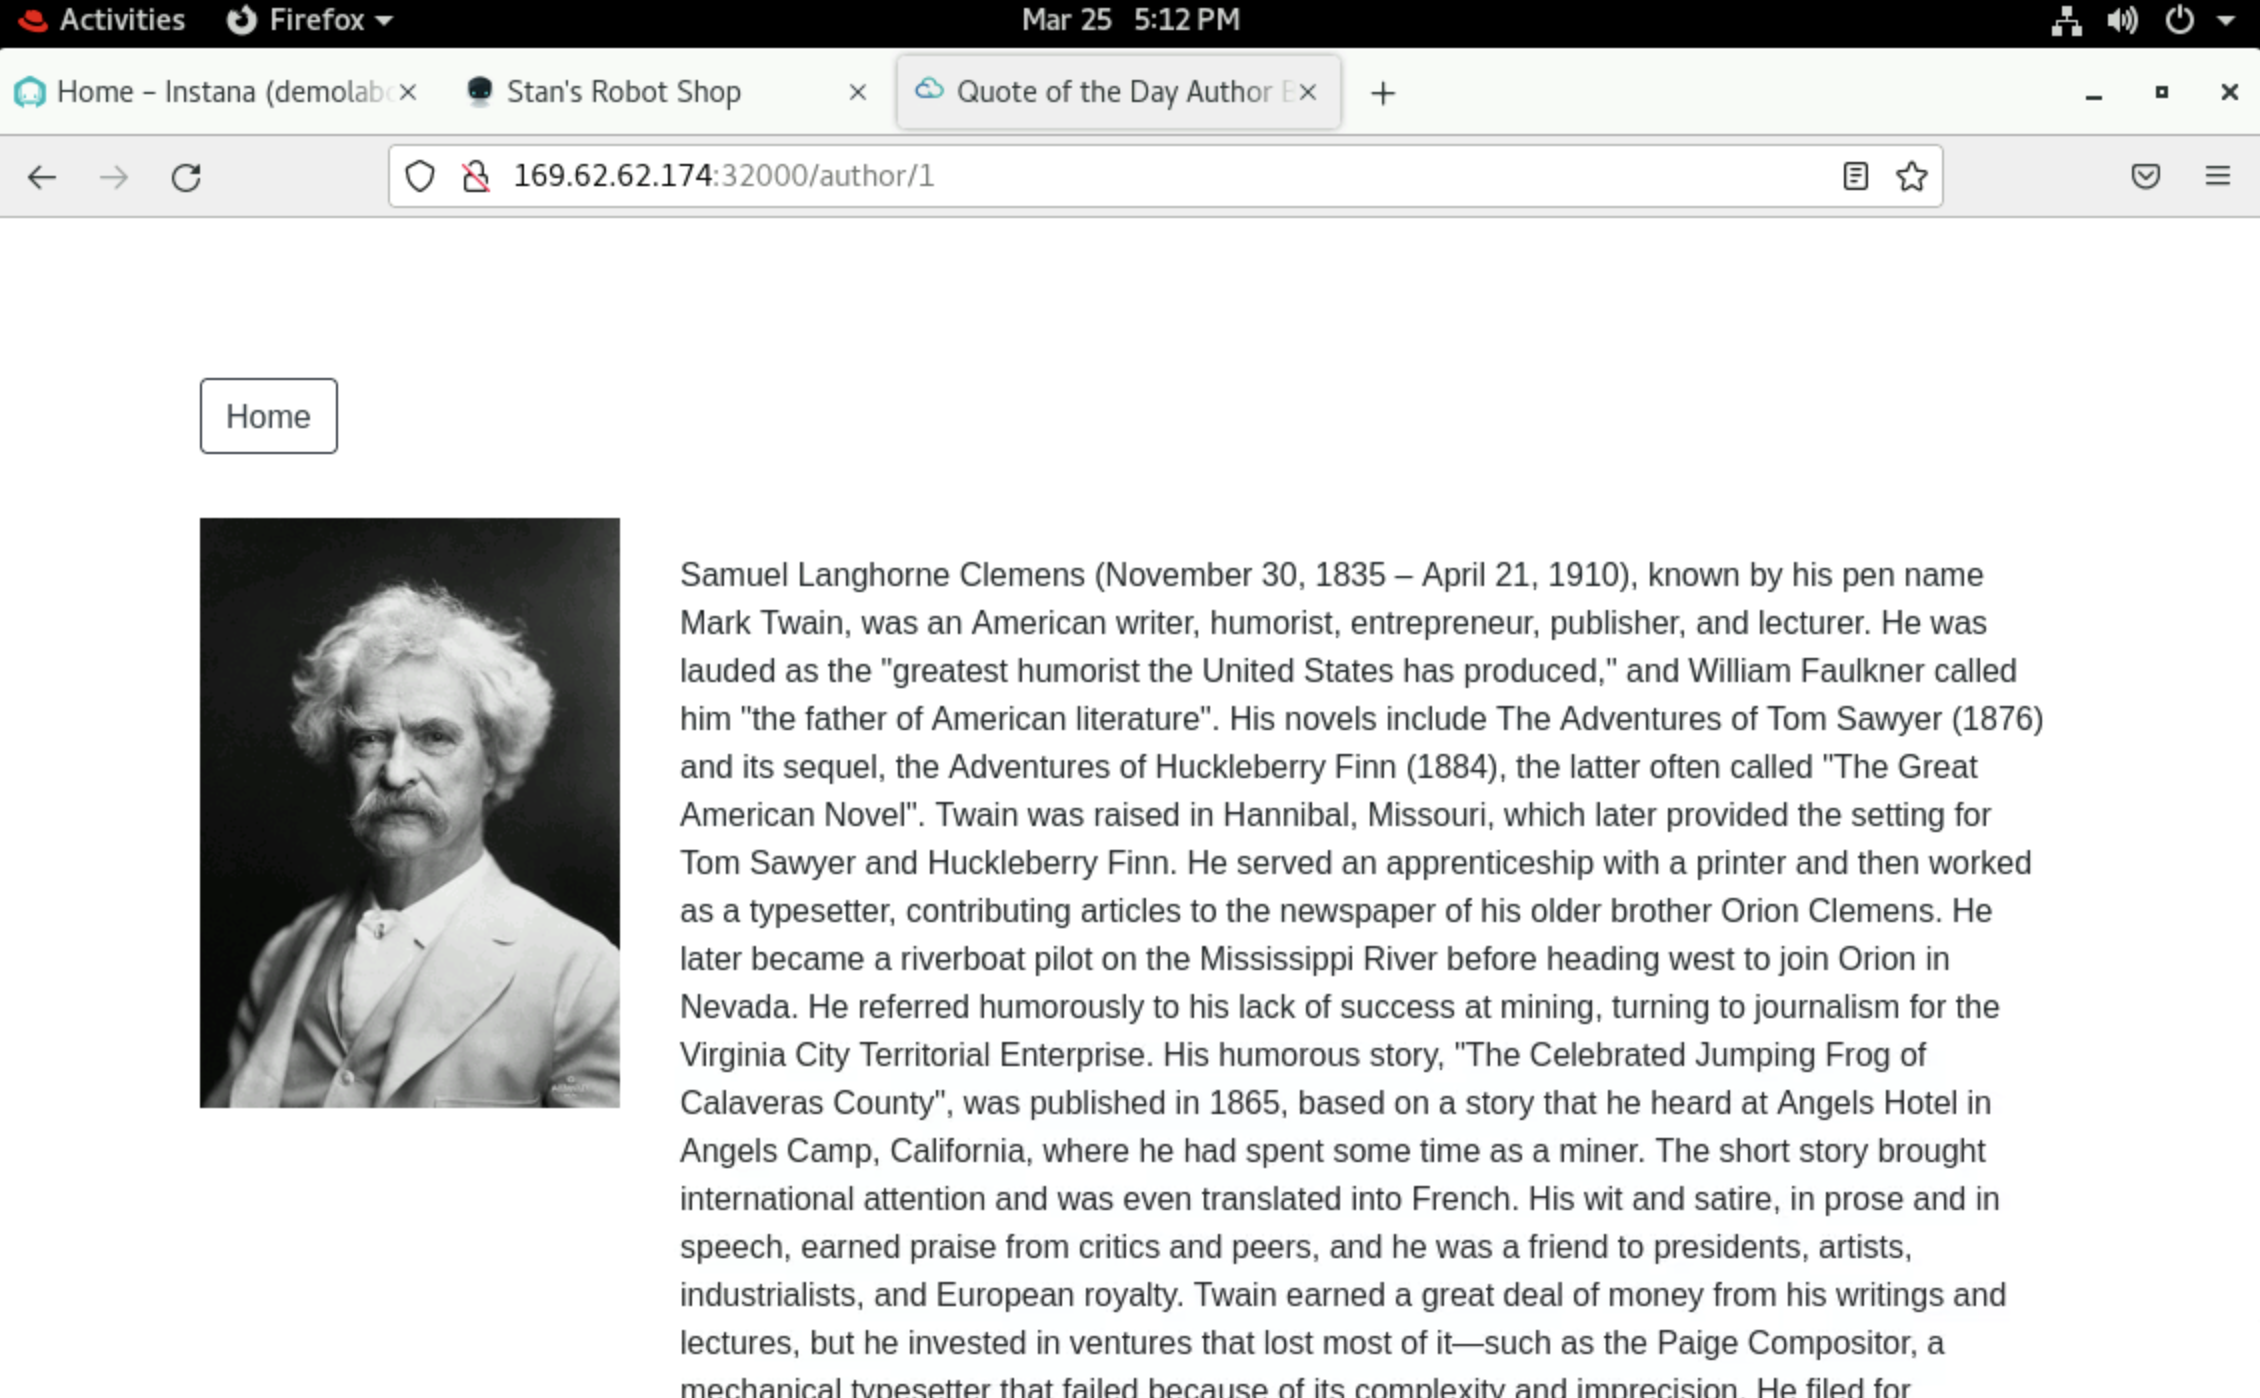 Activities Firefox Mar 25 5:12 PM
Home – Instana (demolab Stan's Robot Shop Quote of the Day Author
169.62.62.174:32000/author/1
Home
Samuel Langhorne Clemens (November 30, 1835 – April 21, 1910), known by his pen name
Mark Twain, was an American writer, humorist, entrepreneur, publisher, and lecturer. He was
lauded as the "greatest humorist the United States has produced," and William Faulkner called
him "the father of American literature". His novels include The Adventures of Tom Sawyer (1876)
and its sequel, the Adventures of Huckleberry Finn (1884), the latter often called "The Great
American Novel". Twain was raised in Hannibal, Missouri, which later provided the setting for
Tom Sawyer and Huckleberry Finn. He served an apprenticeship with a printer and then worked
as a typesetter, contributing articles to the newspaper of his older brother Orion Clemens. He
later became a riverboat pilot on the Mississippi River before heading west to join Orion in
Nevada. He referred humorously to his lack of success at mining, turning to journalism for the
Virginia City Territorial Enterprise. His humorous story, "The Celebrated Jumping Frog of
Calaveras County", was published in 1865, based on a story that he heard at Angels Hotel in
Angels Camp, California, where he had spent some time as a miner. The short story brought
international attention and was even translated into French. His wit and satire, in prose and in
speech, earned praise from critics and peers, and he was a friend to presidents, artists,
industrialists, and European royalty. Twain earned a great deal of money from his writings and
lectures, but he invested in ventures that lost most of it—such as the Paige Compositor, a
mechanical typesetter that failed because of its complexity and imprecision. He filed for